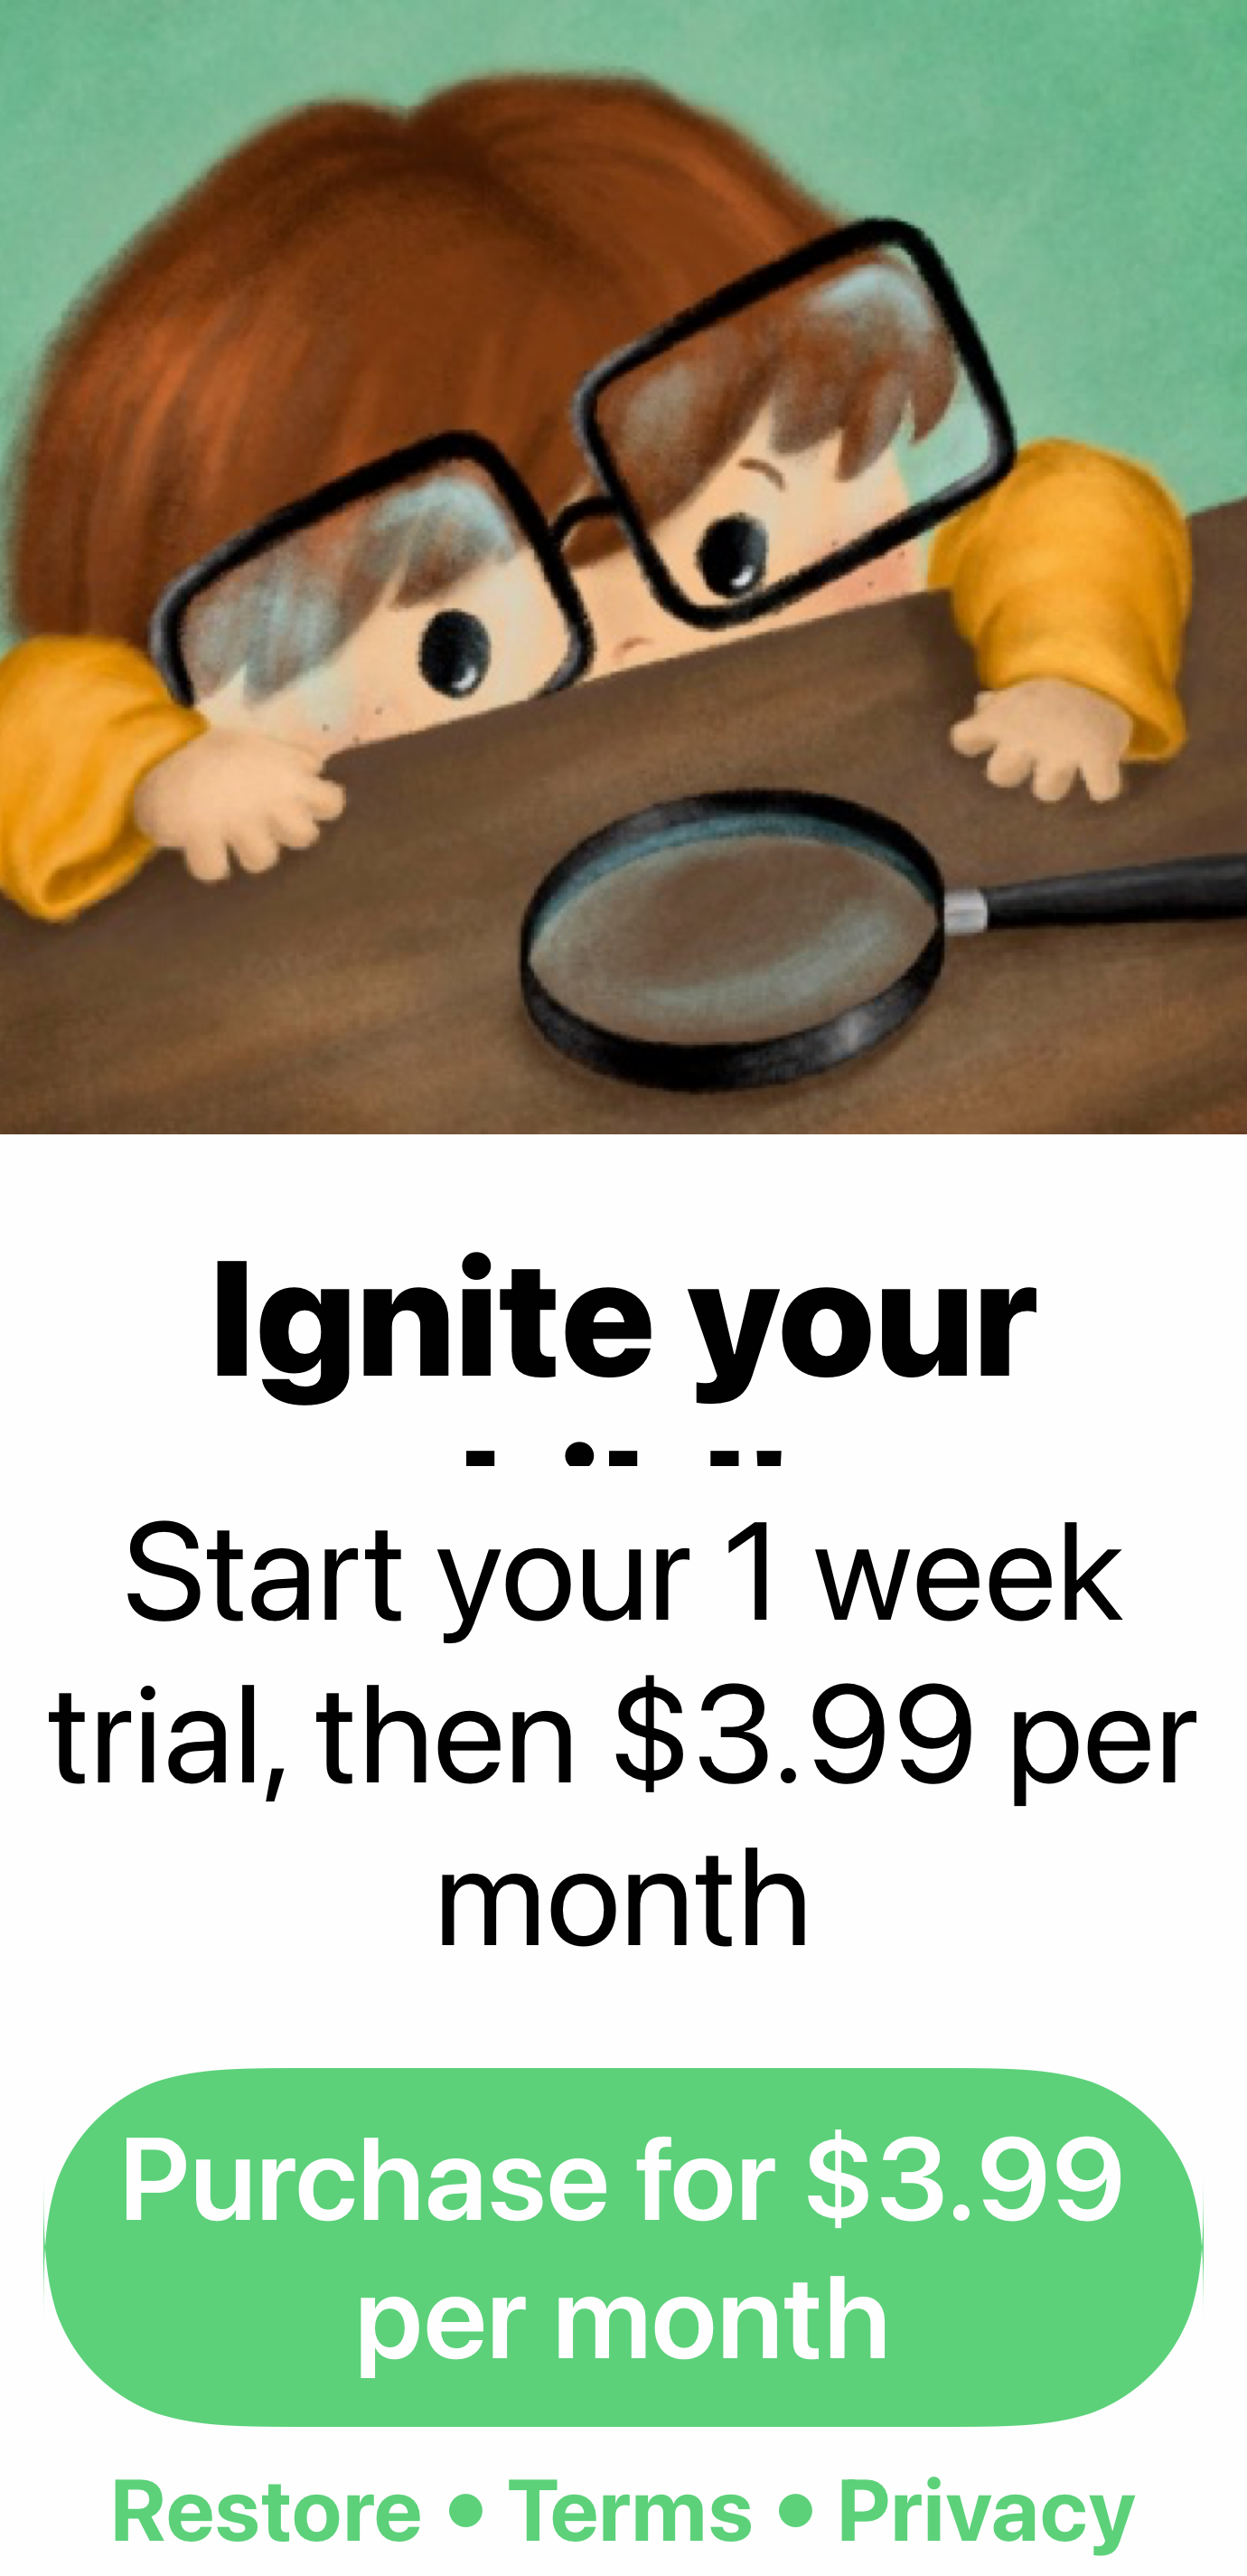 Ignite your
Start your 1 week
trial, then $3.99 per
month
Purchase for $3.99
per month
Restore • Terms • Privacy